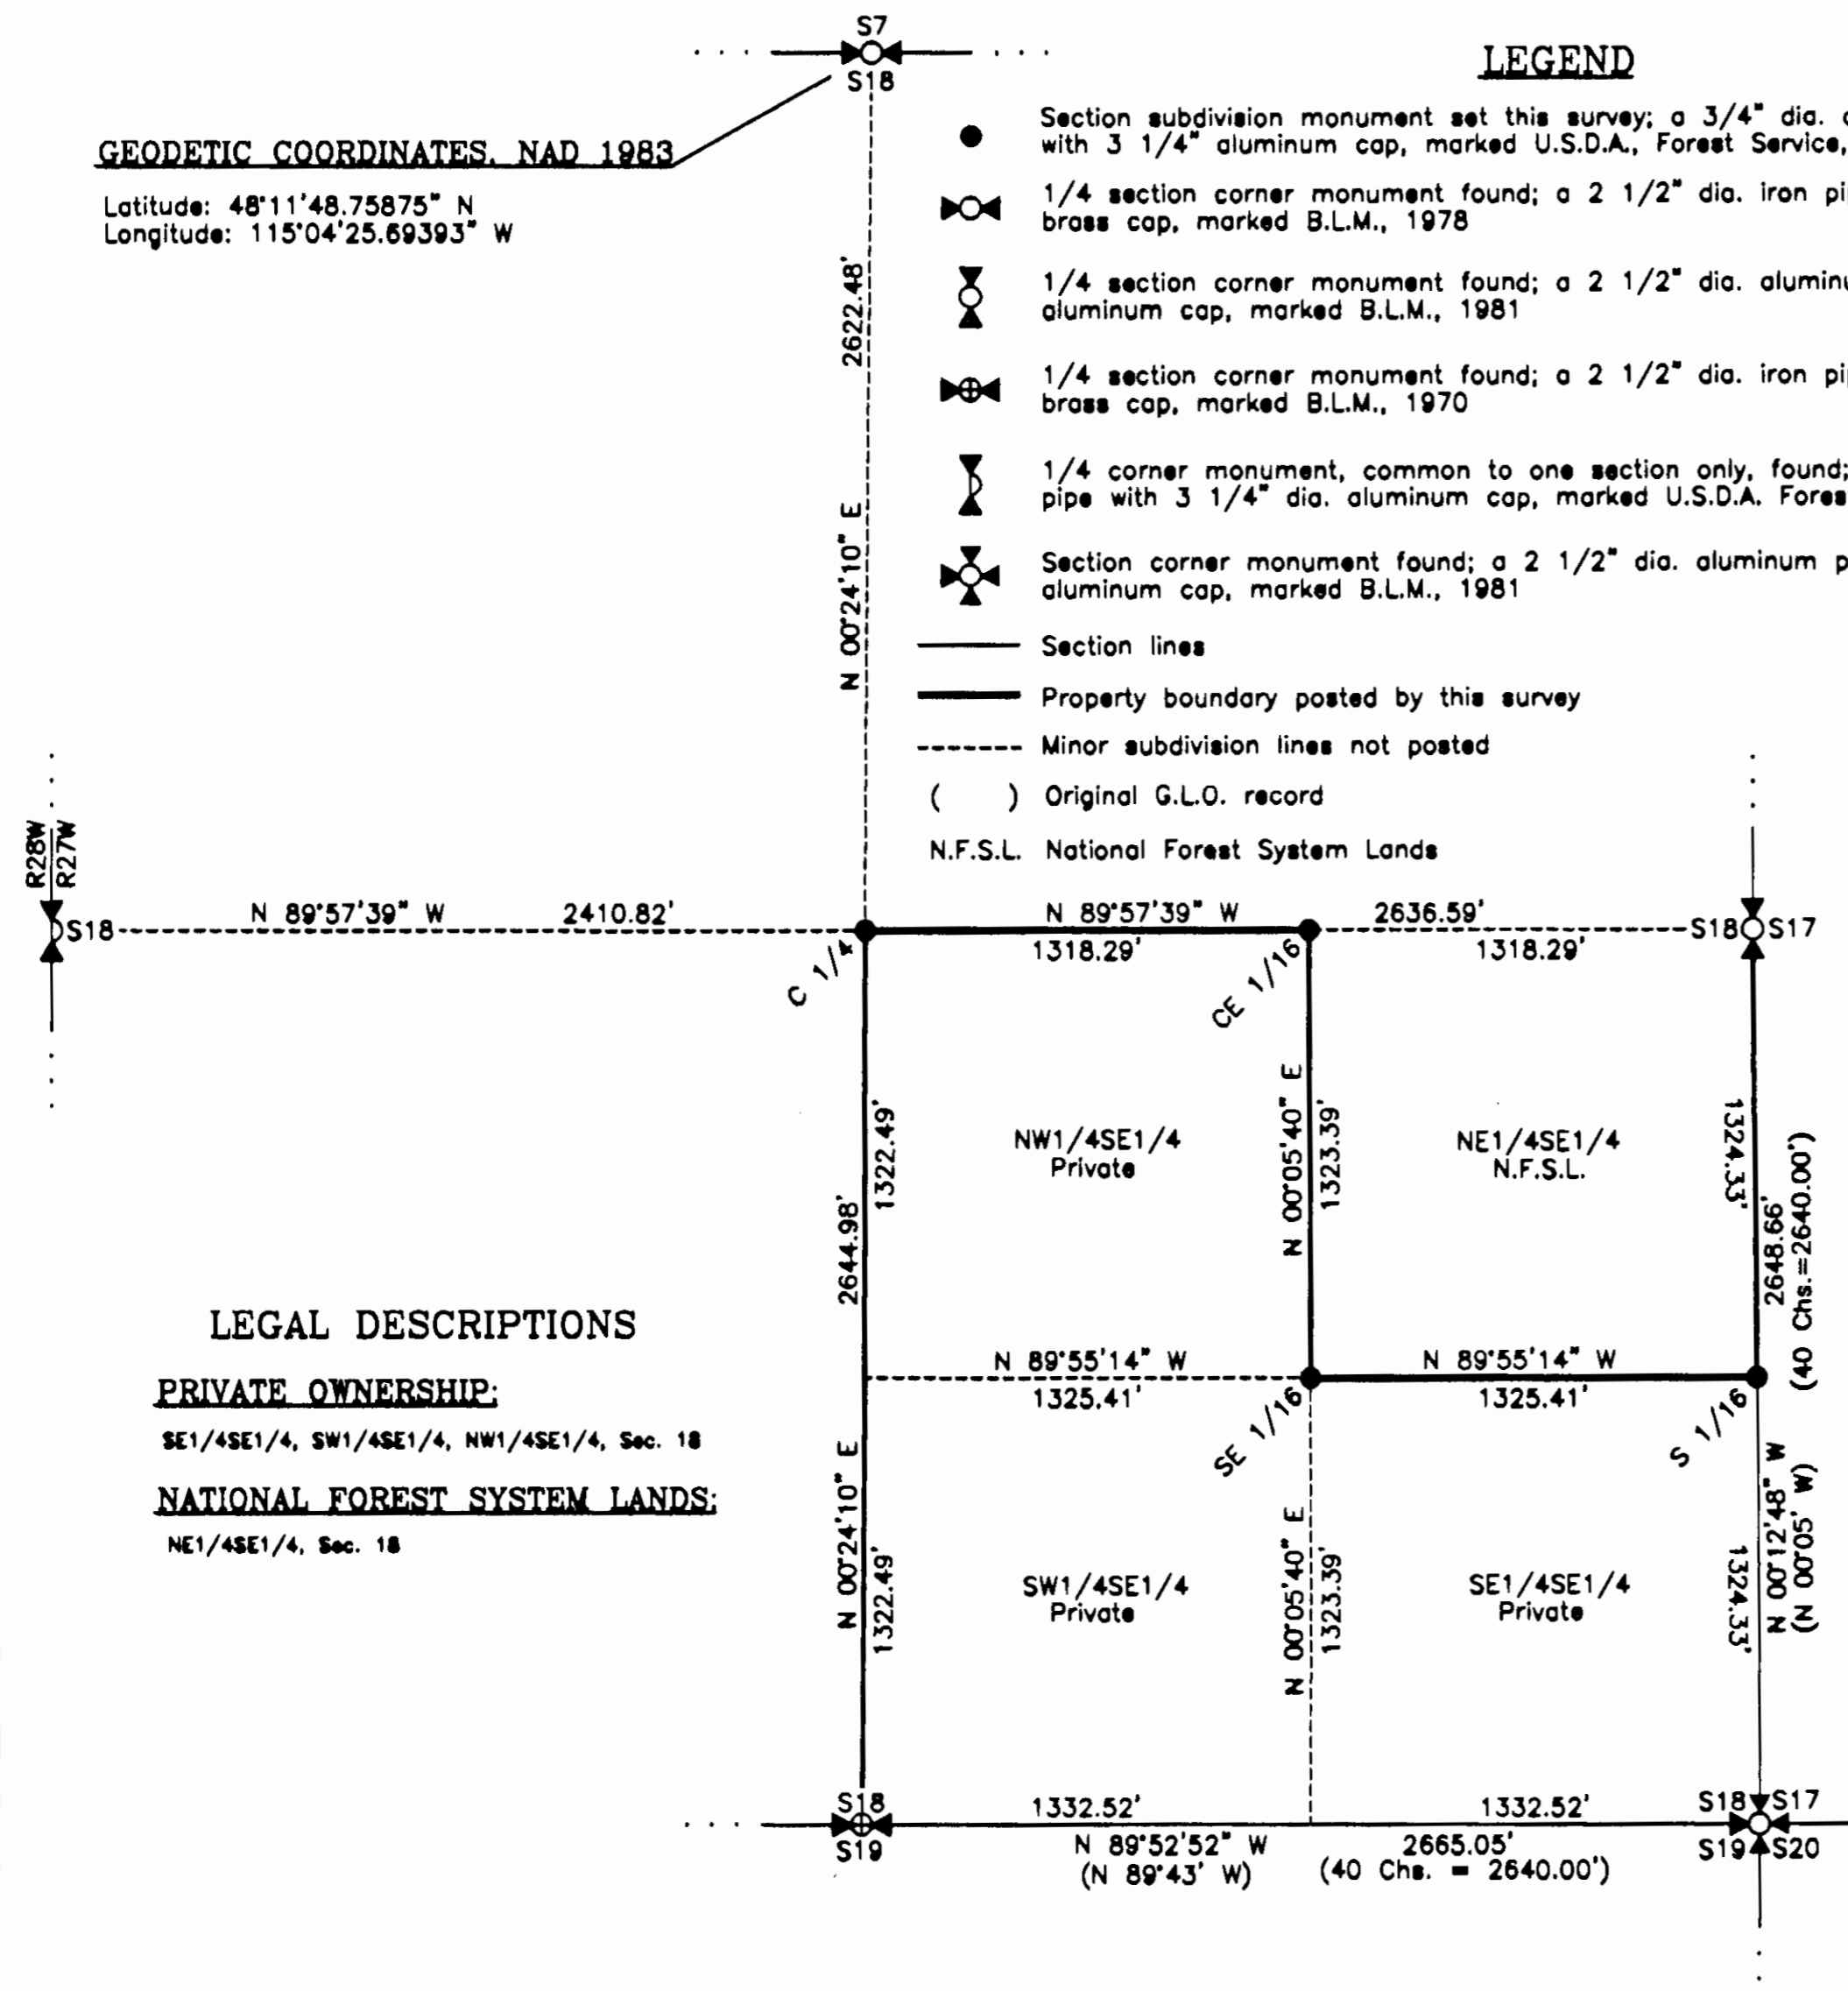 S7
S18
GEODETIC COORDINATES, NAD 1983
Latitude: 48°11'48.75875" N
Longitude: 115°04'25.69393" W
LEGEND
Section subdivision monument set this survey; a 3/4" dia.
with 3 1/4" aluminum cap, marked U.S.D.A., Forest Service,
1/4 section corner monument found; a 2 1/2" dia. iron
brass cap, marked B.L.M., 1978
1/4 section corner monument found; a 2 1/2" dia.
aluminum cap, marked B.L.M., 1981
1/4 section corner monument found; a 2 1/2" dia. iron
brass cap, marked B.L.M., 1970
1/4 corner monument, common to one section only, found;
pipe with 3 1/4" dia. aluminum cap, marked U.S.D.A.
Section corner monument found; a 2 1/2" dia. aluminum
aluminum cap, marked B.L.M., 1981
Section lines
Property boundary posted by this survey
Minor subdivision lines not posted
( ) Original G.L.O. record
N.F.S.L. National Forest System Lands
2622.48'
N 00°24'10" E
R28W
R27W
S18
N 89°57'39" W 2410.82'
N 89°57'39" W 2636.59'
1318.29' 1318.29'
S18 S17
C 1/4
CE 1/16
1322.49'
2644.98'
NW1/4SE1/4
Private
N 00°05'40" E
1323.39'
NE1/4SE1/4
N.F.S.L.
1324.33'
2648.66'
(40 Chs.=2640.00')
LEGAL DESCRIPTIONS
PRIVATE OWNERSHIP:
SE1/4SE1/4, SW1/4SE1/4, NW1/4SE1/4, Sec. 18
NATIONAL FOREST SYSTEM LANDS:
NE1/4SE1/4, Sec. 18
N 89°55'14" W
1325.41'
N 89°55'14" W
1325.41'
SE 1/16
S 1/16
N 00°24'10" E
1322.49'
SW1/4SE1/4
Private
N 00°05'40" E
1323.39'
SE1/4SE1/4
Private
1324.33'
N 00°12'48" W
(N 00°05' W)
S18
S19
1332.52' 1332.52'
N 89°52'52" W 2665.05'
(N 89°43' W) (40 Chs. = 2640.00')
S18 S17
S19 S20